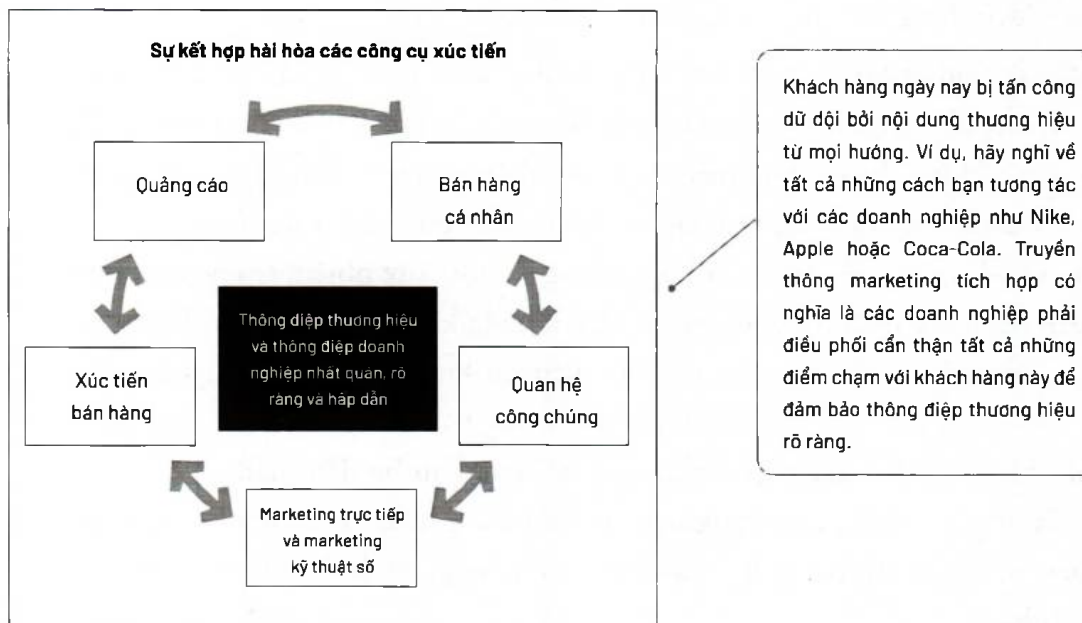 Sự kết hợp hài hòa các công cụ xúc tiến
Quảng cáo
Bán hàng
cá nhân
Thông điệp thương hiệu
và thông điệp doanh
nghiệp nhất quán, rõ
ràng và hấp dẫn
Xúc tiến
bán hàng
Quan hệ
công chúng
Marketing trực tiếp
và marketing
kỹ thuật số
Khách hàng ngày nay bị tấn công
dữ dội bởi nội dung thương hiệu
từ mọi hướng. Ví dụ, hãy nghĩ về
tất cả những cách bạn tương tác
với các doanh nghiệp như Nike,
Apple hoặc Coca-Cola. Truyền
thông marketing tích hợp có
nghĩa là các doanh nghiệp phải
điều phối cẩn thận tất cả những
điểm chạm với khách hàng này để
đảm bảo thông điệp thương hiệu
rõ ràng.